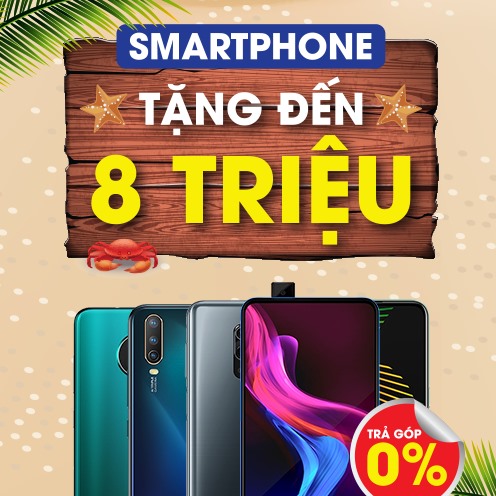 SMARTPHONE
TẶNG ĐẾN
8 TRIỆU
TRẢ GÓP
0%